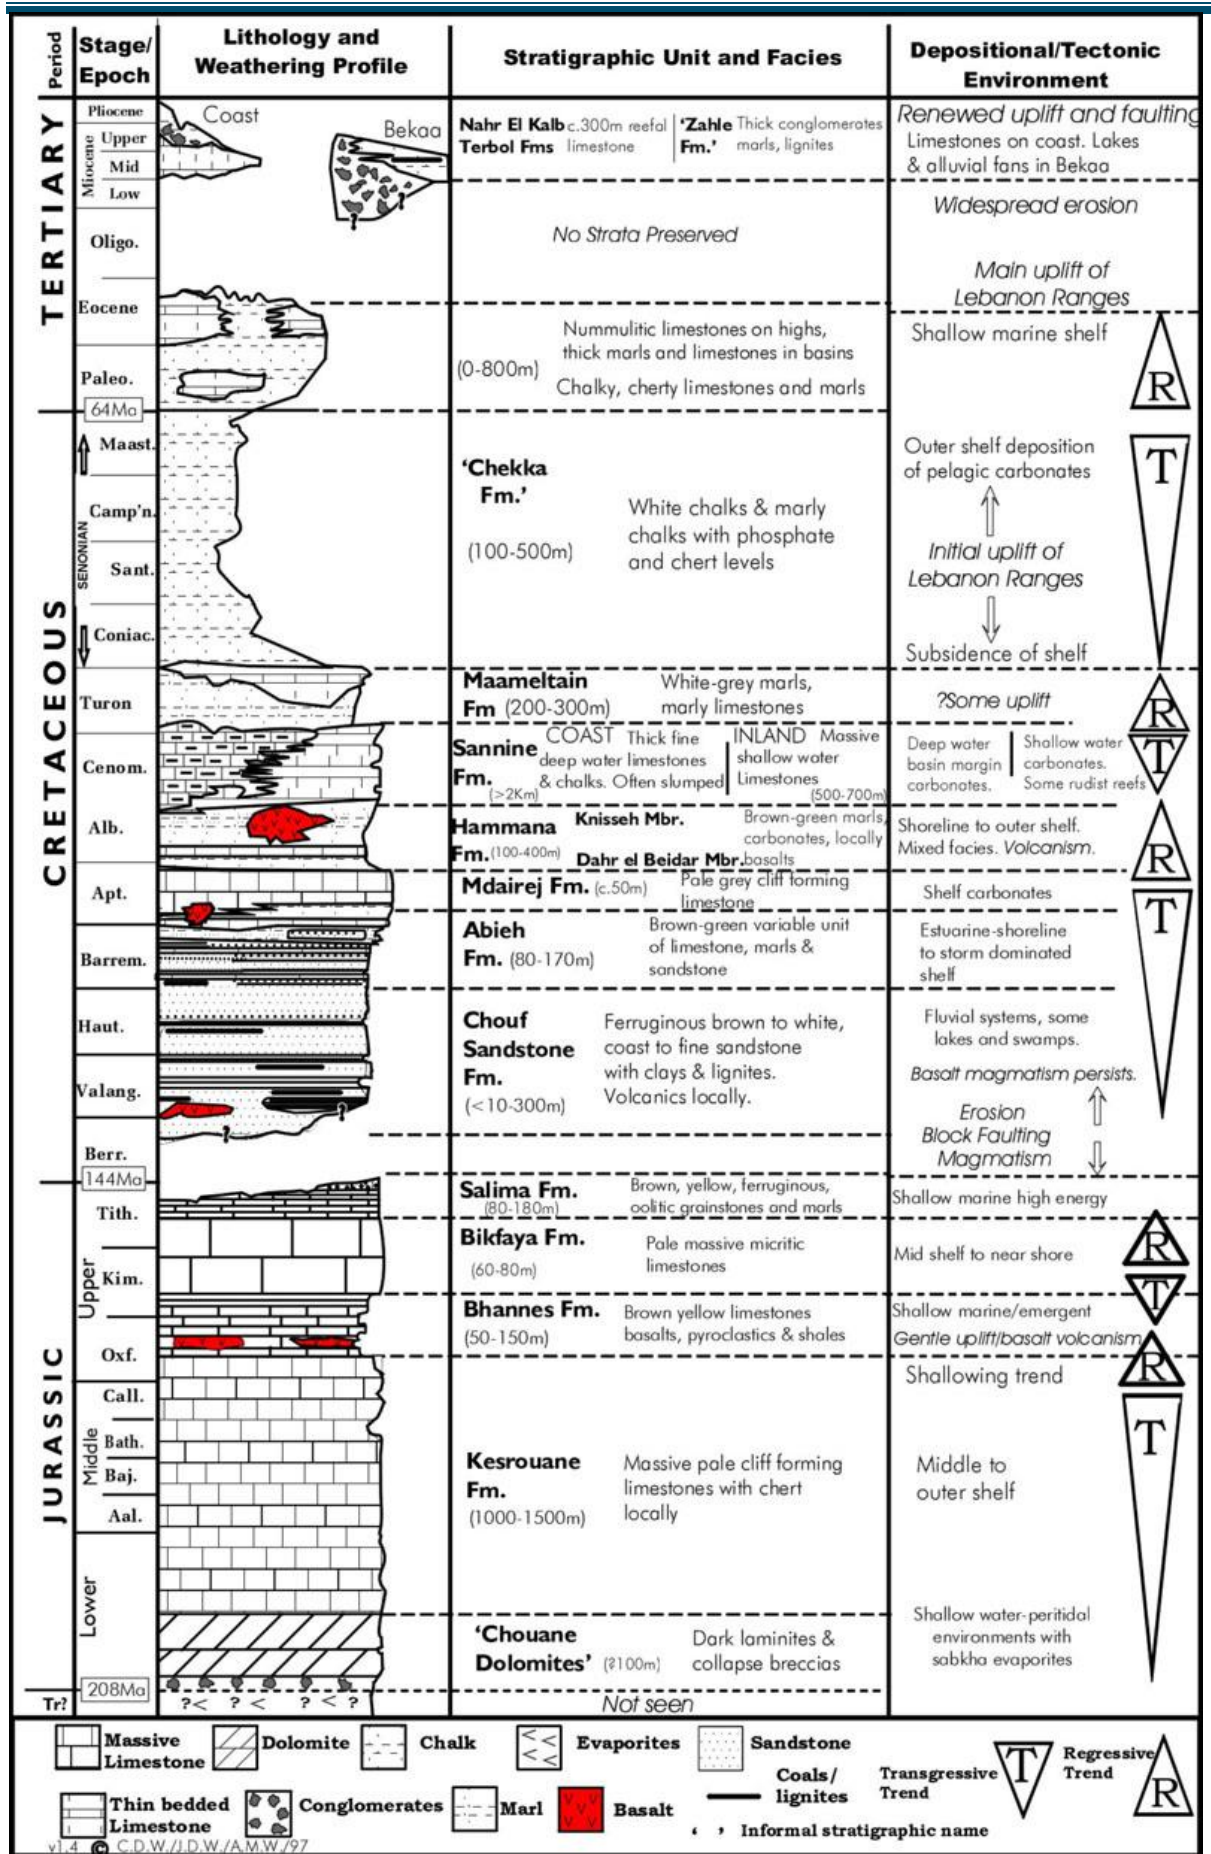 Period
Stage/
Epoch
Lithology and
Weathering Profile
Stratigraphic Unit and Facies
Depositional/Tectonic
Environment
TERTIARY
Pliocene
Miocene
Upper
Mid
Low
Oligo.
Eocene
Paleo.
64Ma
Coast
Bekaa
?
?
Nahr El Kalb c.300m reefal
Terbol Fms limestone
'Zahle Thick conglomerates
Fm.' marls, lignites
Renewed uplift and faulting
Limestones on coast. Lakes
& alluvial fans in Bekaa
Widespread erosion
No Strata Preserved
Main uplift of
Lebanon Ranges
Nummulitic limestones on highs,
thick marls and limestones in basins
(0-800m)
Chalky, cherty limestones and marls
Shallow marine shelf
R
CRETACEOUS
SENONIAN
Maast.
Camp'n.
Sant.
Coniac.
Turon
Cenom.
Alb.
Apt.
Barrem.
Haut.
Valang.
Berr.
144Ma
'Chekka
Fm.'
(100-500m)
White chalks & marly
chalks with phosphate
and chert levels
Outer shelf deposition
of pelagic carbonates
Initial uplift of
Lebanon Ranges
Subsidence of shelf
T
Maameltain
Fm (200-300m)
White-grey marls,
marly limestones
?Some uplift
R
Sannine
Fm.
(>2Km)
COAST Thick fine
deep water limestones
& chalks. Often slumped
INLAND Massive
shallow water
Limestones
(500-700m)
Deep water
basin margin
carbonates.
Shallow water
carbonates.
Some rudist reefs
T
Hammana
Fm.(100-400m)
Knisseh Mbr.
Dahr el Beidar Mbr.
Brown-green marls,
carbonates, locally
basalts
Shoreline to outer shelf.
Mixed facies. Volcanism.
R
Mdairej Fm. (c.50m)
Pale grey cliff forming
limestone
Shelf carbonates
T
Abieh
Fm. (80-170m)
Brown-green variable unit
of limestone, marls &
sandstone
Estuarine-shoreline
to storm dominated
shelf
Chouf
Sandstone
Fm.
(<10-300m)
Ferruginous brown to white,
coast to fine sandstone
with clays & lignites.
Volcanics locally.
Fluvial systems, some
lakes and swamps.
Basalt magmatism persists.
Erosion
Block Faulting
Magmatism
?
?
JURASSIC
Upper
Middle
Lower
Tith.
Kim.
Oxf.
Call.
Bath.
Baj.
Aal.
208Ma
Tr?
Salima Fm.
(80-180m)
Brown, yellow, ferruginous,
oolitic grainstones and marls
Shallow marine high energy
Bikfaya Fm.
(60-80m)
Pale massive micritic
limestones
Mid shelf to near shore
R
T
Bhannes Fm.
(50-150m)
Brown yellow limestones
basalts, pyroclastics & shales
Shallow marine/emergent
Gentle uplift/basalt volcanism
R
Shallowing trend
T
Kesrouane
Fm.
(1000-1500m)
Massive pale cliff forming
limestones with chert
locally
Middle to
outer shelf
'Chouane
Dolomites' (?100m)
Dark laminites &
collapse breccias
Shallow water-peritidal
environments with
sabkha evaporites
?< ? < ? < ?
Not seen
Massive
Limestone
Dolomite
Chalk
Evaporites
Sandstone
Transgressive
Trend
T
Regressive
Trend
R
Thin bedded
Limestone
Conglomerates
Marl
Basalt
Coals/
lignites
' ' Informal stratigraphic name
v1.4 © C.D.W./J.D.W./A.M.W./97